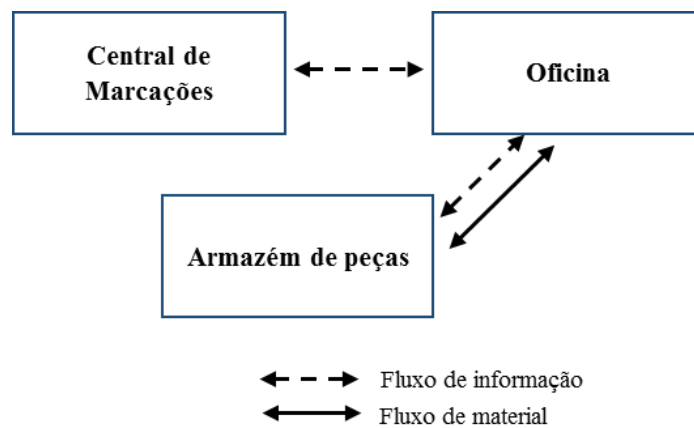 Central de
Marcações
Oficina
Armazém de peças
Fluxo de informação
Fluxo de material